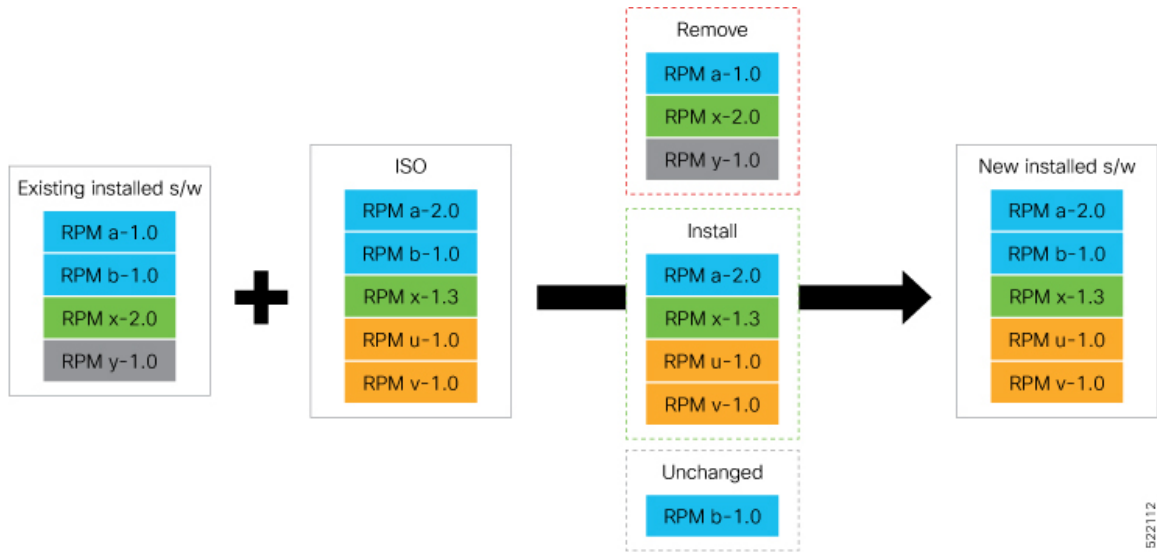 Existing installed s/w
RPM a-1.0
RPM b-1.0
RPM x-2.0
RPM y-1.0
ISO
RPM a-2.0
RPM b-1.0
RPM x-1.3
RPM u-1.0
RPM v-1.0
Remove
RPM a-1.0
RPM x-2.0
RPM y-1.0
Install
RPM a-2.0
RPM x-1.3
RPM u-1.0
RPM v-1.0
Unchanged
RPM b-1.0
New installed s/w
RPM a-2.0
RPM b-1.0
RPM x-1.3
RPM u-1.0
RPM v-1.0
522112